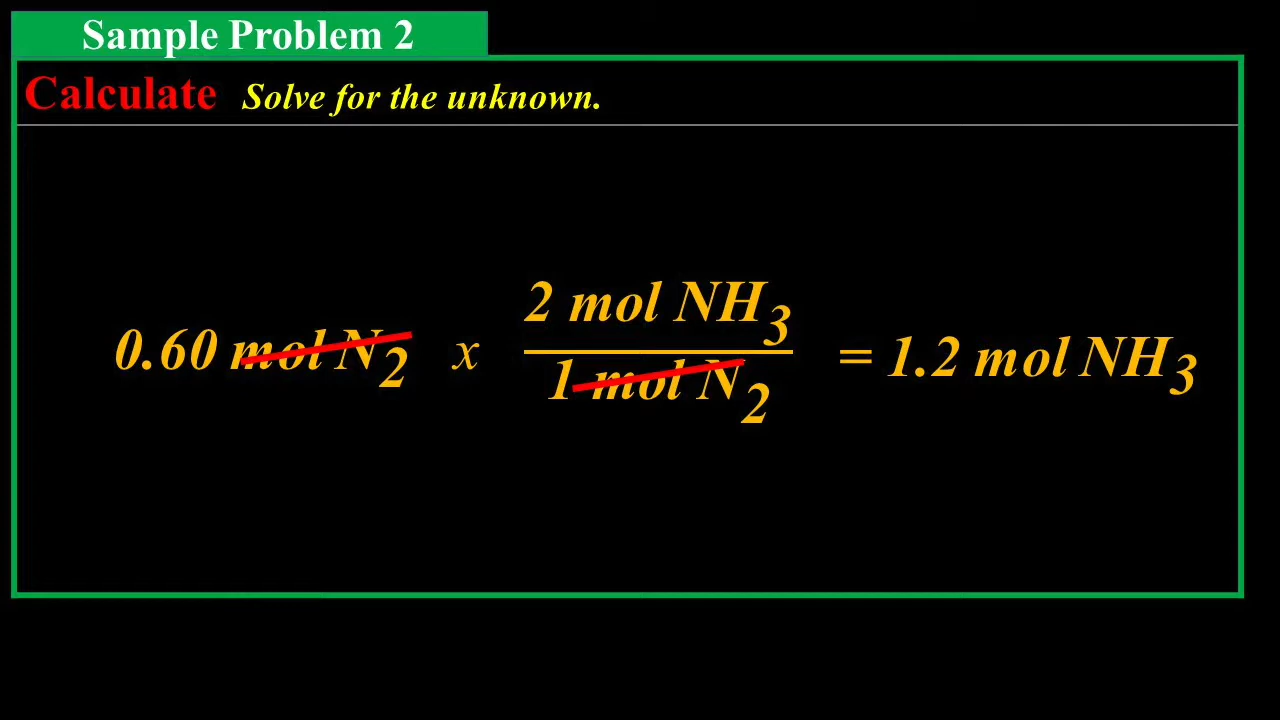 Sample Problem 2
Calculate Solve for the unknown.
0.60 mol N2 x 2 mol NH3 / 1 mol N2 = 1.2 mol NH3